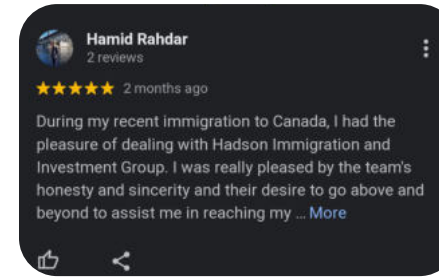 Hamid Rahdar
2 reviews
2 months ago
During my recent immigration to Canada, I had the
pleasure of dealing with Hadson Immigration and
Investment Group. I was really pleased by the team's
honesty and sincerity and their desire to go above and
beyond to assist me in reaching my ... More